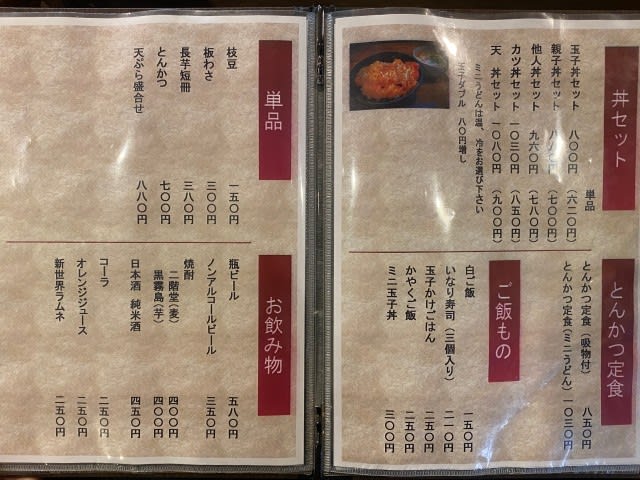 丼セット
単品
玉子丼セット 八〇〇円 (六二〇円)
親子丼セット 八八〇円 (七〇〇円)
他人丼セット 九六〇円 (七八〇円)
カツ丼セット 一〇三〇円 (八五〇円)
天 丼セット 一〇八〇円 (九〇〇円)
ミニうどんは温、冷をお選び下さい
玉子ダブル 八〇円増し
とんかつ定食
とんかつ定食(吸物付) 八五〇円
とんかつ定食(ミニうどん) 一〇三〇円
ご飯もの
白ご飯 一五〇円
いなり寿司(三個入り) 二一〇円
玉子かけごはん 二五〇円
かやくご飯 二五〇円
ミニ玉子丼 三〇〇円
単品
枝豆 一五〇円
板わさ 三〇〇円
長芋短冊 三八〇円
とんかつ 七〇〇円
天ぷら盛合せ 八八〇円
お飲み物
瓶ビール 五八〇円
ノンアルコールビール 三五〇円
焼酎
二階堂(麦) 四〇〇円
黒霧島(芋) 四〇〇円
日本酒 純米酒 四五〇円
コーラ 二五〇円
オレンジジュース 二五〇円
新世界ラムネ 二五〇円